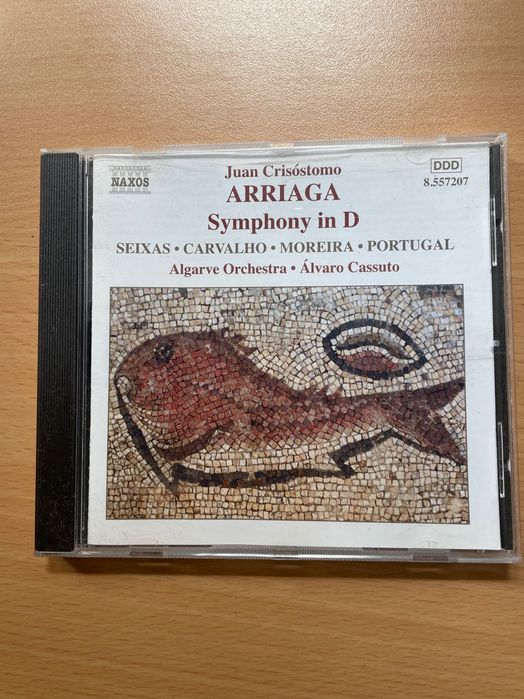 NAXOS
Juan Crisóstomo
ARRIAGA
Symphony in D
DDD
8.557207
SEIXAS • CARVALHO • MOREIRA • PORTUGAL
Algarve Orchestra • Álvaro Cassuto